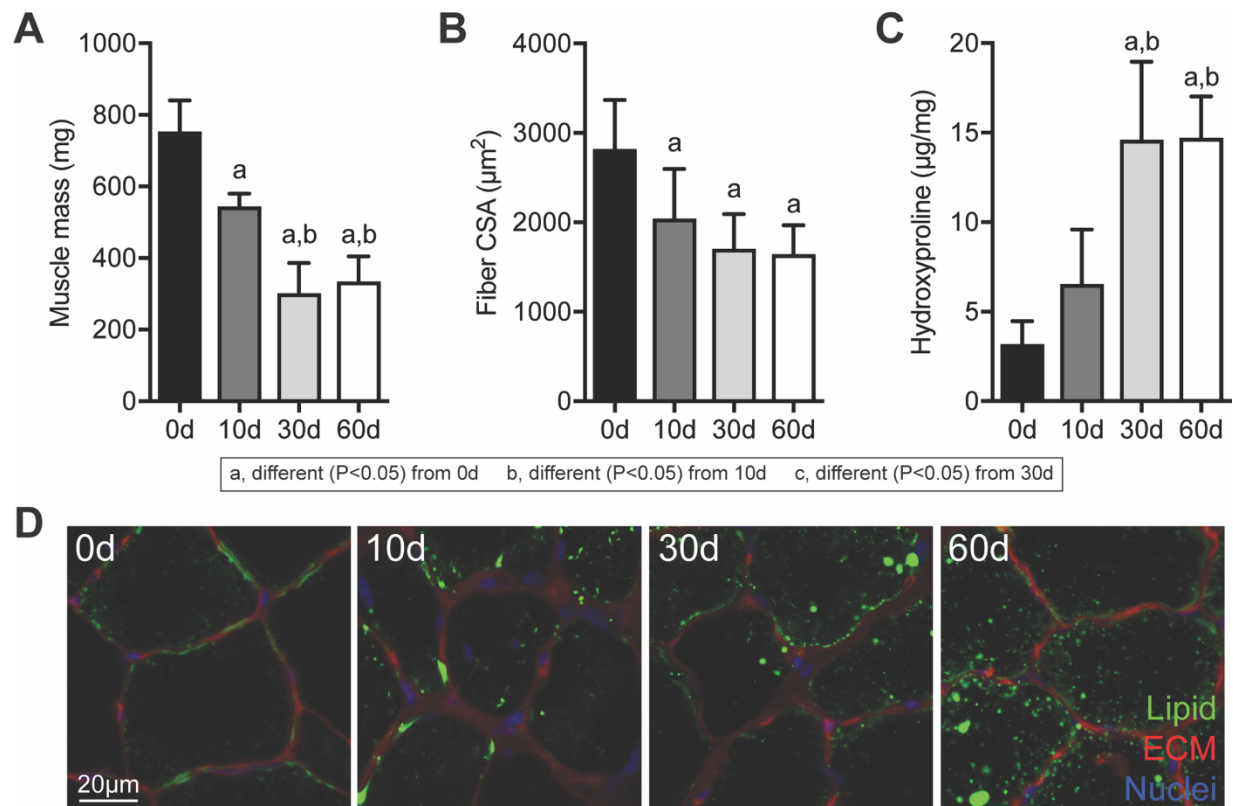 A
Muscle mass (mg)
1000
800
600
400
200
0
a
a,b
a,b
0d 10d 30d 60d
B
Fiber CSA (µm²)
4000
3000
2000
1000
0
a
a
a
0d 10d 30d 60d
C
Hydroxyproline (µg/mg)
20
15
10
5
0
a,b
a,b
0d 10d 30d 60d
a, different (P<0.05) from 0d b, different (P<0.05) from 10d c, different (P<0.05) from 30d
D
0d
10d
30d
60d
20µm
Lipid
ECM
Nuclei